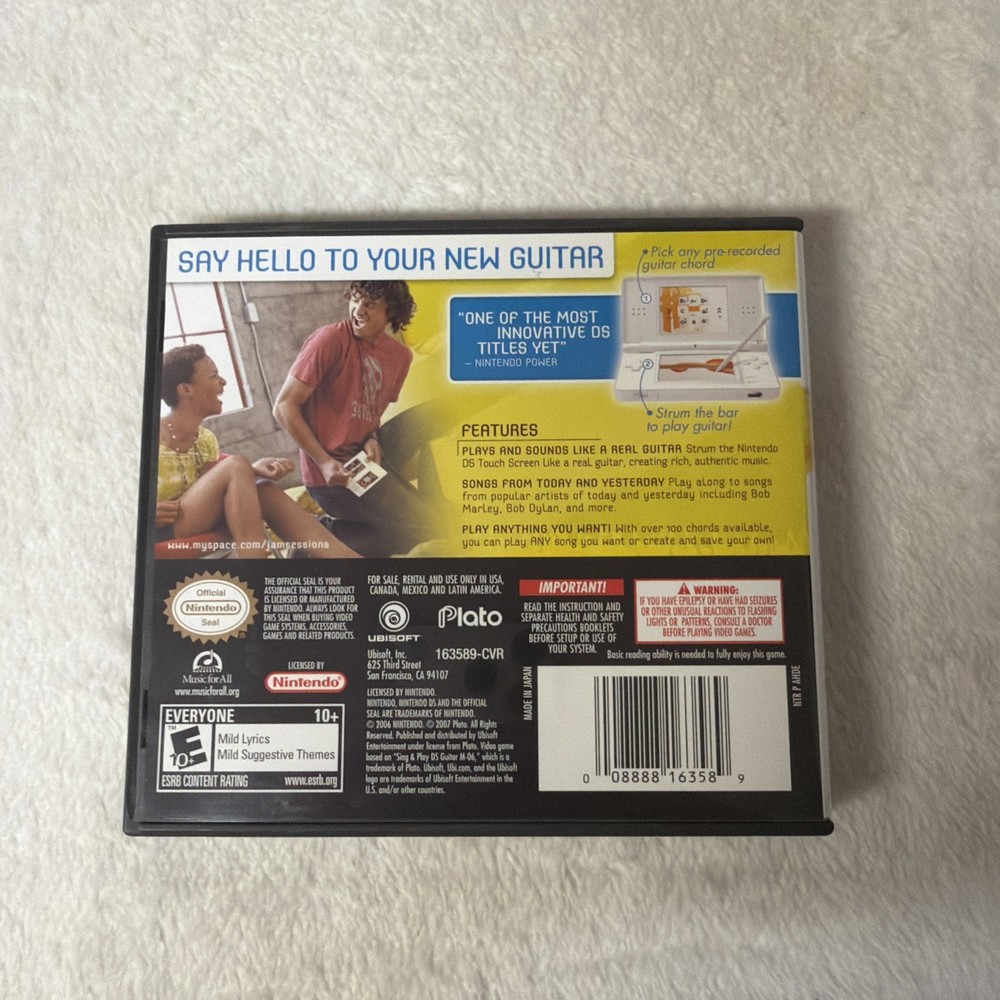 SAY HELLO TO YOUR NEW GUITAR
• Pick any pre-recorded
guitar chord
1
"ONE OF THE MOST
INNOVATIVE DS
TITLES YET"
– NINTENDO POWER
2
• Strum the bar
to play guitar!
FEATURES
PLAYS AND SOUNDS LIKE A REAL GUITAR Strum the Nintendo
DS Touch Screen like a real guitar, creating rich, authentic music.
SONGS FROM TODAY AND YESTERDAY Play along to songs
from popular artists of today and yesterday including Bob
Marley, Bob Dylan, and more.
PLAY ANYTHING YOU WANT! With over 100 chords available,
you can play ANY song you want or create and save your own!
www.myspace.com/jamsessions
Official
Nintendo
Seal
THE OFFICIAL SEAL IS YOUR
ASSURANCE THAT THIS PRODUCT
IS LICENSED OR MANUFACTURED
BY NINTENDO. ALWAYS LOOK FOR
THIS SEAL WHEN BUYING VIDEO
GAME SYSTEMS, ACCESSORIES,
GAMES AND RELATED PRODUCTS.
Music for All
www.musicforall.org
LICENSED BY
Nintendo
EVERYONE 10+
TM
E
10+
Mild Lyrics
Mild Suggestive Themes
ESRB CONTENT RATING www.esrb.org
FOR SALE, RENTAL AND USE ONLY IN USA,
CANADA, MEXICO AND LATIN AMERICA.
UBISOFT
Plato
Ubisoft, Inc. 163589-CVR
625 Third Street
San Francisco, CA 94107
LICENSED BY NINTENDO.
NINTENDO, NINTENDO DS AND THE OFFICIAL
SEAL ARE TRADEMARKS OF NINTENDO.
© 2006 NINTENDO. © 2007 Plato. All Rights
Reserved. Published and distributed by Ubisoft
Entertainment under license from Plato. Video game
based on "Sing & Play DS Guitar M-06," which is a
trademark of Plato. Ubisoft, Ubi.com, and the Ubisoft
logo are trademarks of Ubisoft Entertainment in the
U.S. and/or other countries.
IMPORTANT!
READ THE INSTRUCTION AND
SEPARATE HEALTH AND SAFETY
PRECAUTIONS BOOKLETS
BEFORE SETUP OR USE OF
YOUR SYSTEM.
WARNING:
IF YOU HAVE EPILEPSY OR HAVE HAD SEIZURES
OR OTHER UNUSUAL REACTIONS TO FLASHING
LIGHTS OR PATTERNS, CONSULT A DOCTOR
BEFORE PLAYING VIDEO GAMES.
Basic reading ability is needed to fully enjoy this game.
MADE IN JAPAN
NTR P AHDE
0 08888 16358 9